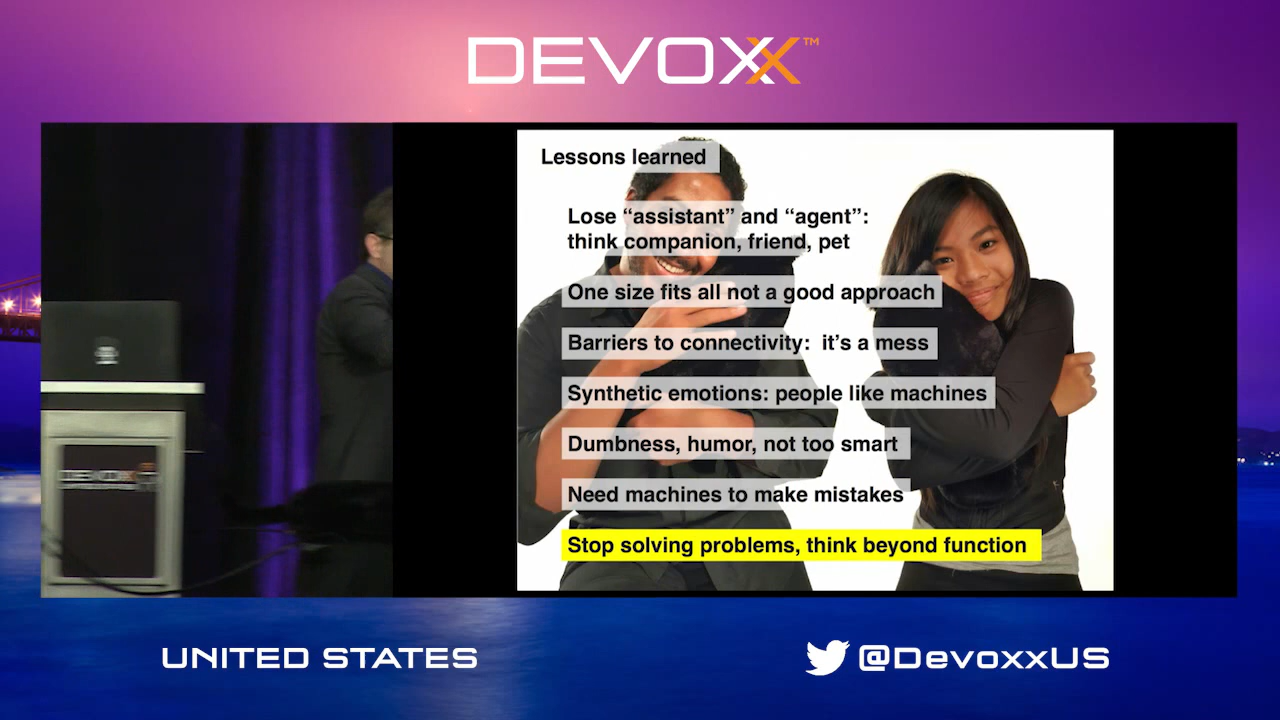 DEVOXX™
Lessons learned
Lose “assistant” and “agent”:
think companion, friend, pet
One size fits all not a good approach
Barriers to connectivity:  it’s a mess
Synthetic emotions: people like machines
Dumbness, humor, not too smart
Need machines to make mistakes
Stop solving problems, think beyond function
DEVOXX
UNITED STATES
@DevoxxUS